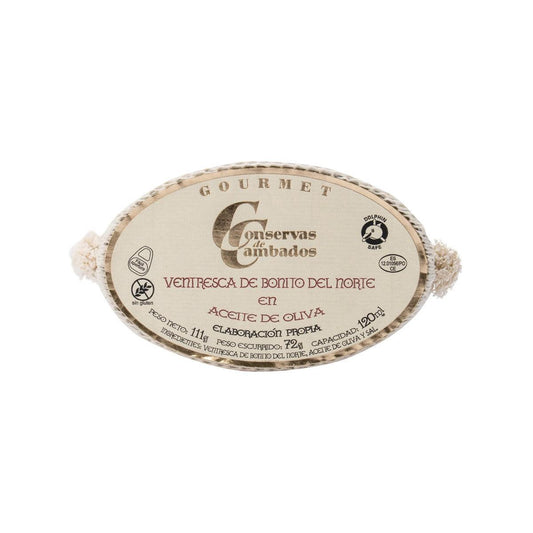 GOURMET
Conservas
de
Cambados
DOLPHIN
SAFE
ES
12.01056/PO
CE
sin gluten
VENTRESCA DE BONITO DEL NORTE
EN
ACEITE DE OLIVA
ELABORACIÓN PROPIA
PESO NETO: 111g PESO ESCURRIDO: 72g CAPACIDAD: 120ml
INGREDIENTES: VENTRESCA DE BONITO DEL NORTE, ACEITE DE OLIVA Y SAL